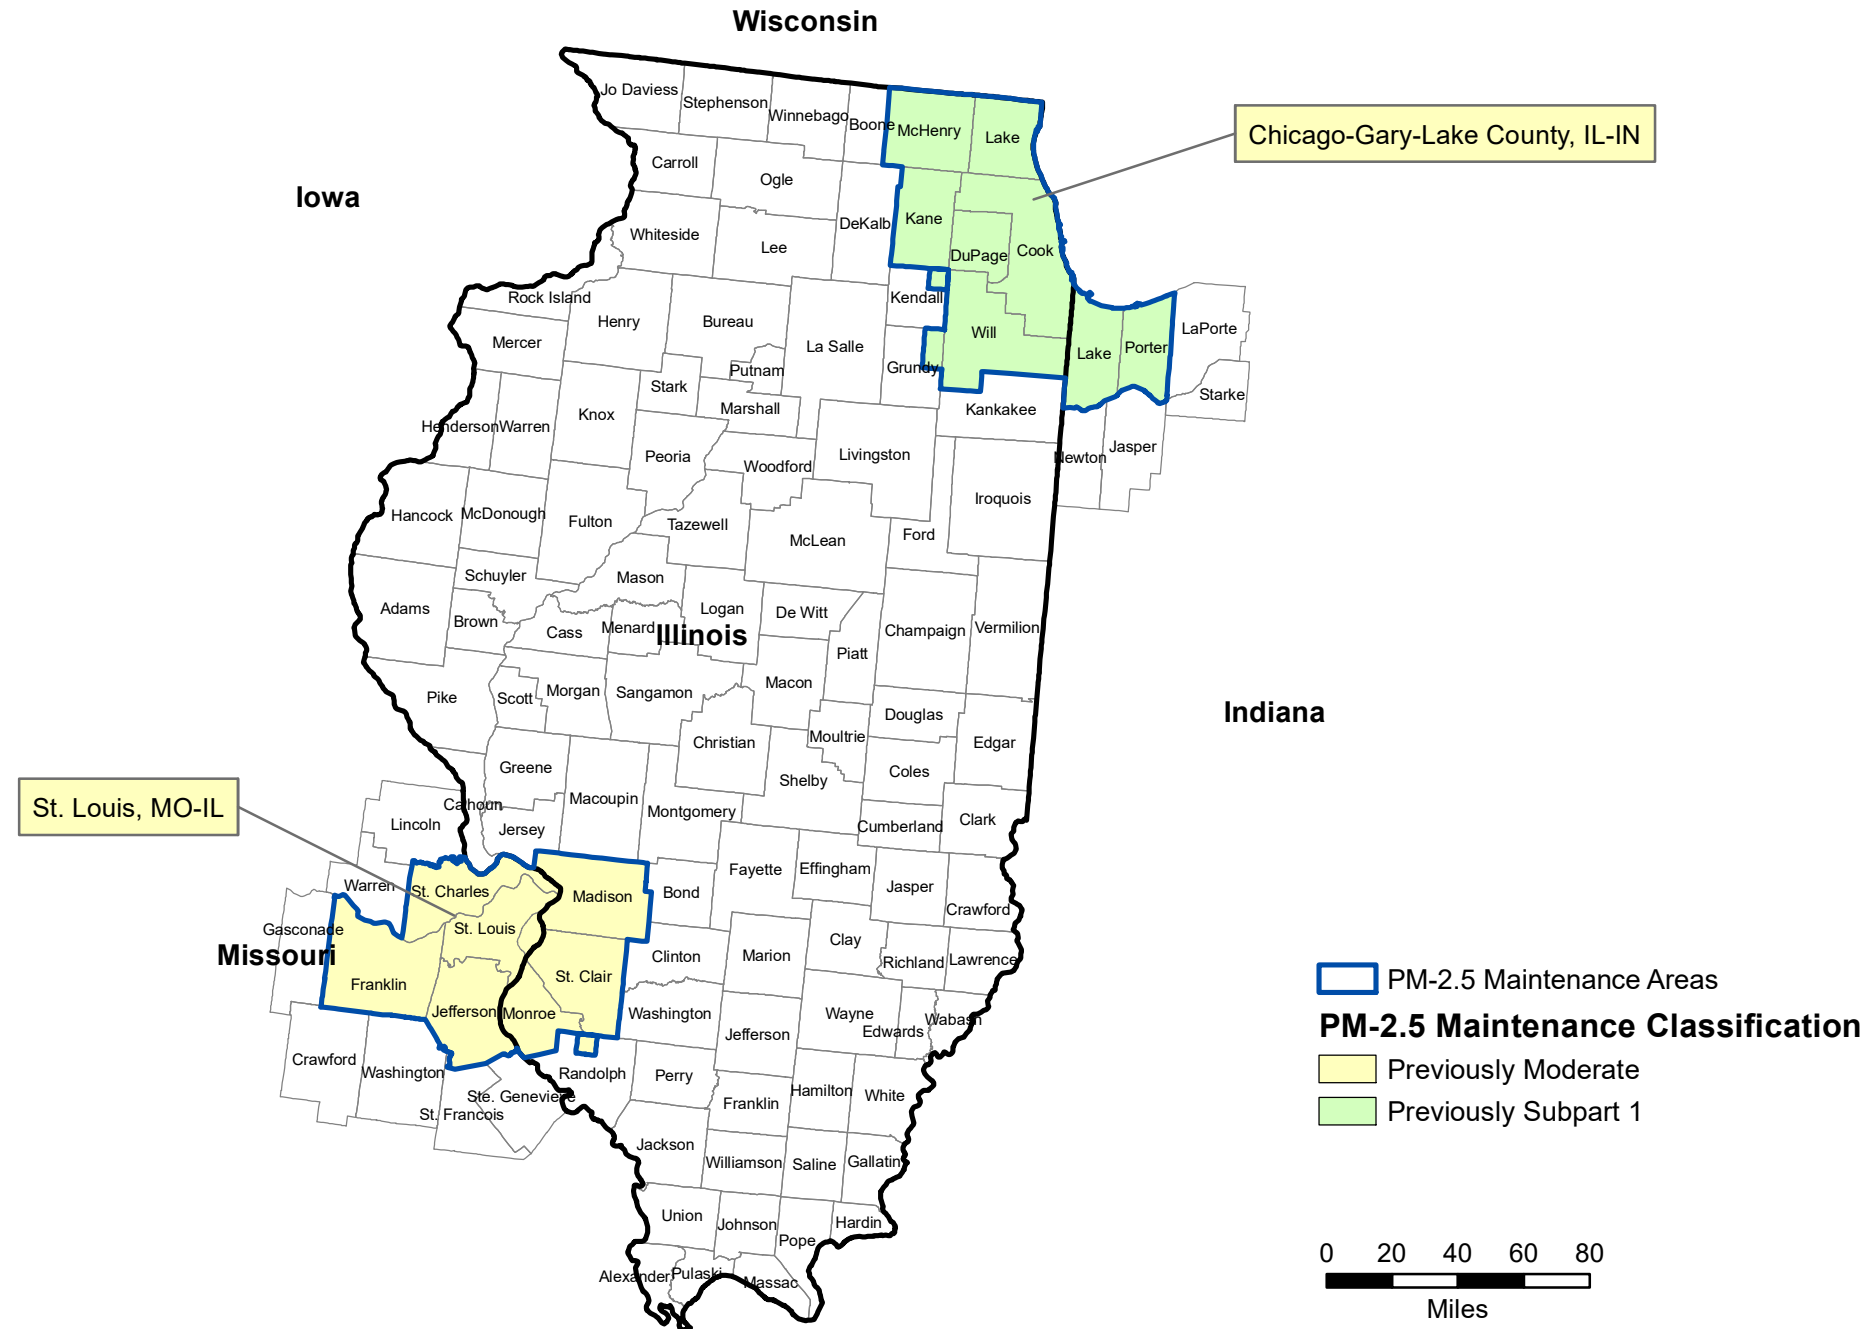 Wisconsin
Jo Daviess
Stephenson
Winnebago
Boone
McHenry
Lake
Chicago-Gary-Lake County, IL-IN
Carroll
Ogle
Iowa
Kane
DeKalb
Whiteside
Lee
DuPage
Cook
Rock Island
Kendall
Henry
Bureau
LaPorte
Mercer
La Salle
Will
Lake
Porter
Putnam
Grundy
Stark
Starke
Marshall
Kankakee
Knox
Henderson
Warren
Jasper
Peoria
Woodford
Livingston
Newton
Iroquois
Hancock
McDonough
Fulton
Tazewell
McLean
Ford
Schuyler
Mason
Adams
Logan
De Witt
Brown
Cass
Menard
Illinois
Champaign
Vermilion
Piatt
Macon
Pike
Scott
Morgan
Sangamon
Indiana
Douglas
Moultrie
Christian
Edgar
Greene
Coles
Shelby
St. Louis, MO-IL
Calhoun
Macoupin
Montgomery
Lincoln
Jersey
Cumberland
Clark
Fayette
Effingham
Warren
St. Charles
Madison
Bond
Jasper
Crawford
Gasconade
St. Louis
Missouri
Clay
Clinton
Marion
Richland
Lawrence
Franklin
St. Clair
PM-2.5 Maintenance Areas
Jefferson
Monroe
Washington
Wayne
Wabash
Edwards
Jefferson
PM-2.5 Maintenance Classification
Crawford
Washington
Randolph
Perry
Previously Moderate
Ste. Genevieve
St. Francois
Franklin
Hamilton
White
Previously Subpart 1
Jackson
Williamson
Saline
Gallatin
Union
Johnson
Hardin
Pope
Alexander
Pulaski
Massac
0 20 40 60 80
Miles